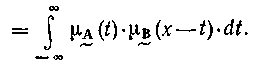 = ∫_{-∞}^{∞} μ_A̰(t)·μ_B̰(x—t)·dt.